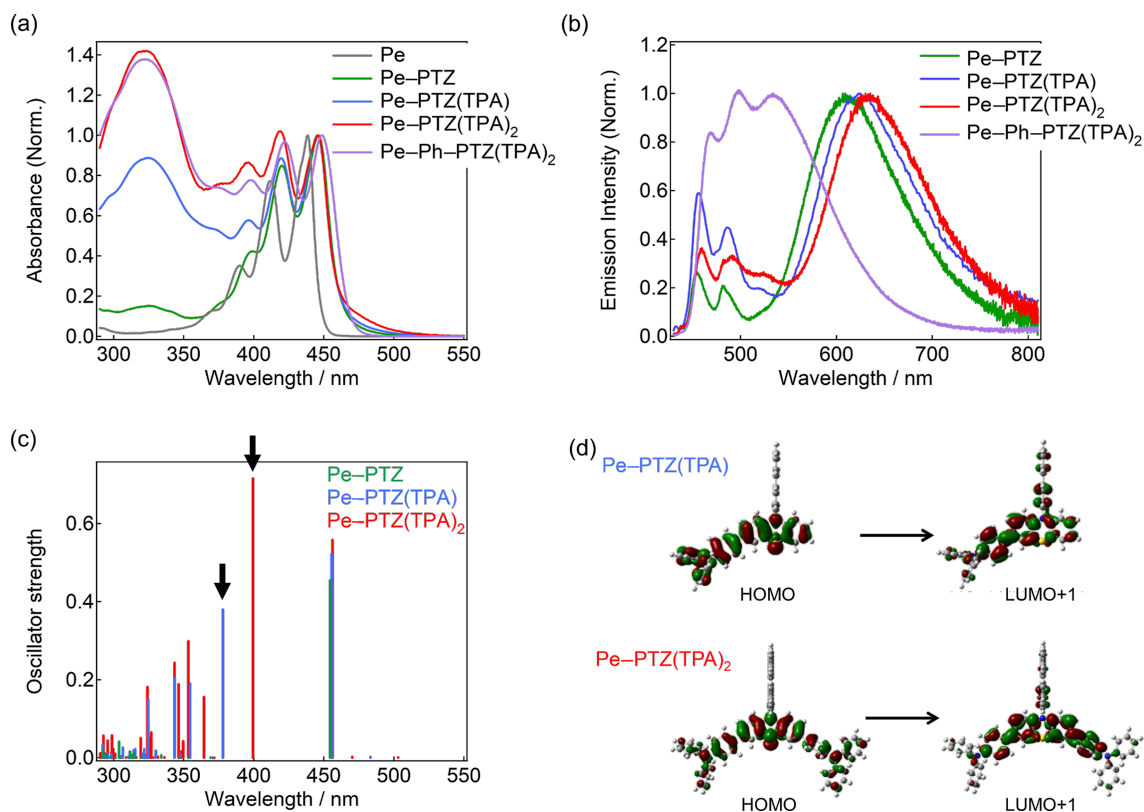 (a)
1.4
1.2
1.0
0.8
0.6
0.4
0.2
0.0
Absorbance (Norm.)
300 350 400 450 500 550
Wavelength / nm
Pe
Pe–PTZ
Pe–PTZ(TPA)
Pe–PTZ(TPA)2
Pe–Ph–PTZ(TPA)2
(b)
1.2
1.0
0.8
0.6
0.4
0.2
0.0
Emission Intensity (Norm.)
500 600 700 800
Wavelength / nm
Pe–PTZ
Pe–PTZ(TPA)
Pe–PTZ(TPA)2
Pe–Ph–PTZ(TPA)2
(c)
0.6
0.4
0.2
0.0
Oscillator strength
300 350 400 450 500 550
Wavelength / nm
Pe–PTZ
Pe–PTZ(TPA)
Pe–PTZ(TPA)2
(d)
Pe–PTZ(TPA)
HOMO LUMO+1
Pe–PTZ(TPA)2
HOMO LUMO+1